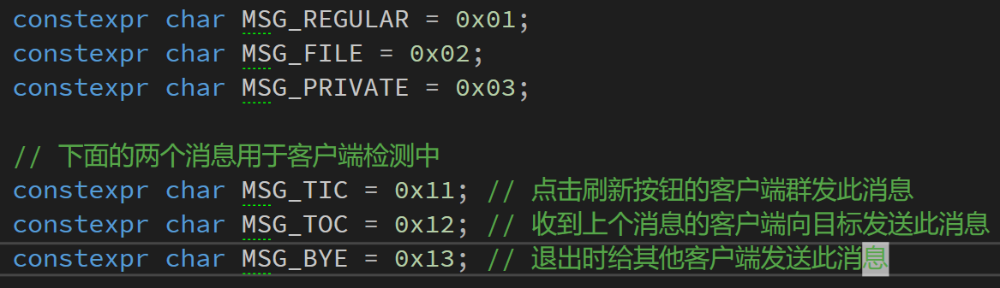 constexpr char MSG_REGULAR = 0x01;
constexpr char MSG_FILE = 0x02;
constexpr char MSG_PRIVATE = 0x03;
// 下面的两个消息用于客户端检测中
constexpr char MSG_TIC = 0x11; // 点击刷新按钮的客户端群发此消息
constexpr char MSG_TOC = 0x12; // 收到上个消息的客户端向目标发送此消息
constexpr char MSG_BYE = 0x13; // 退出时给其他客户端发送此消息